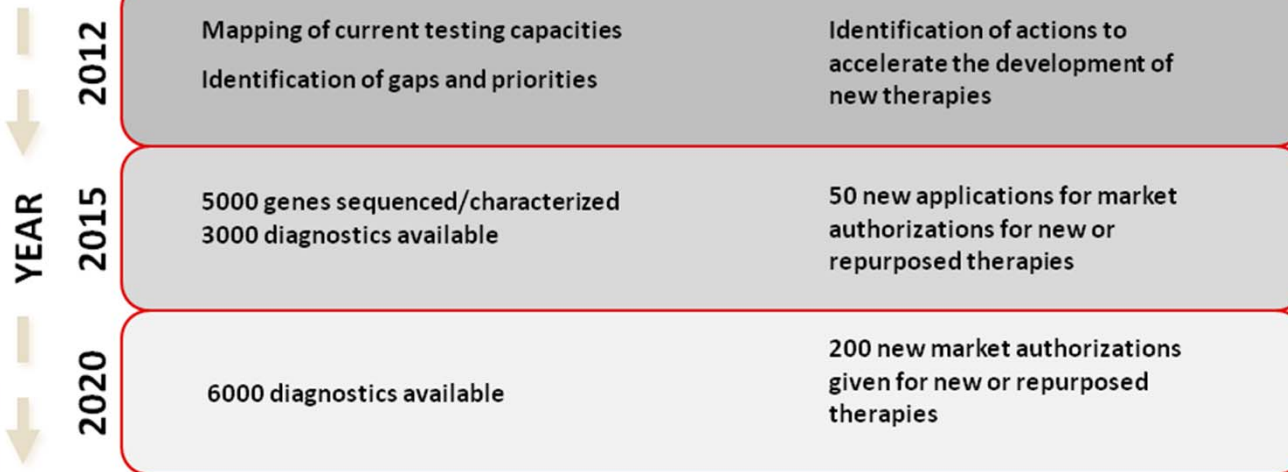 YEAR
2012
Mapping of current testing capacities
Identification of gaps and priorities
Identification of actions to
accelerate the development of
new therapies
2015
5000 genes sequenced/characterized
3000 diagnostics available
50 new applications for market
authorizations for new or
repurposed therapies
2020
6000 diagnostics available
200 new market authorizations
given for new or repurposed
therapies